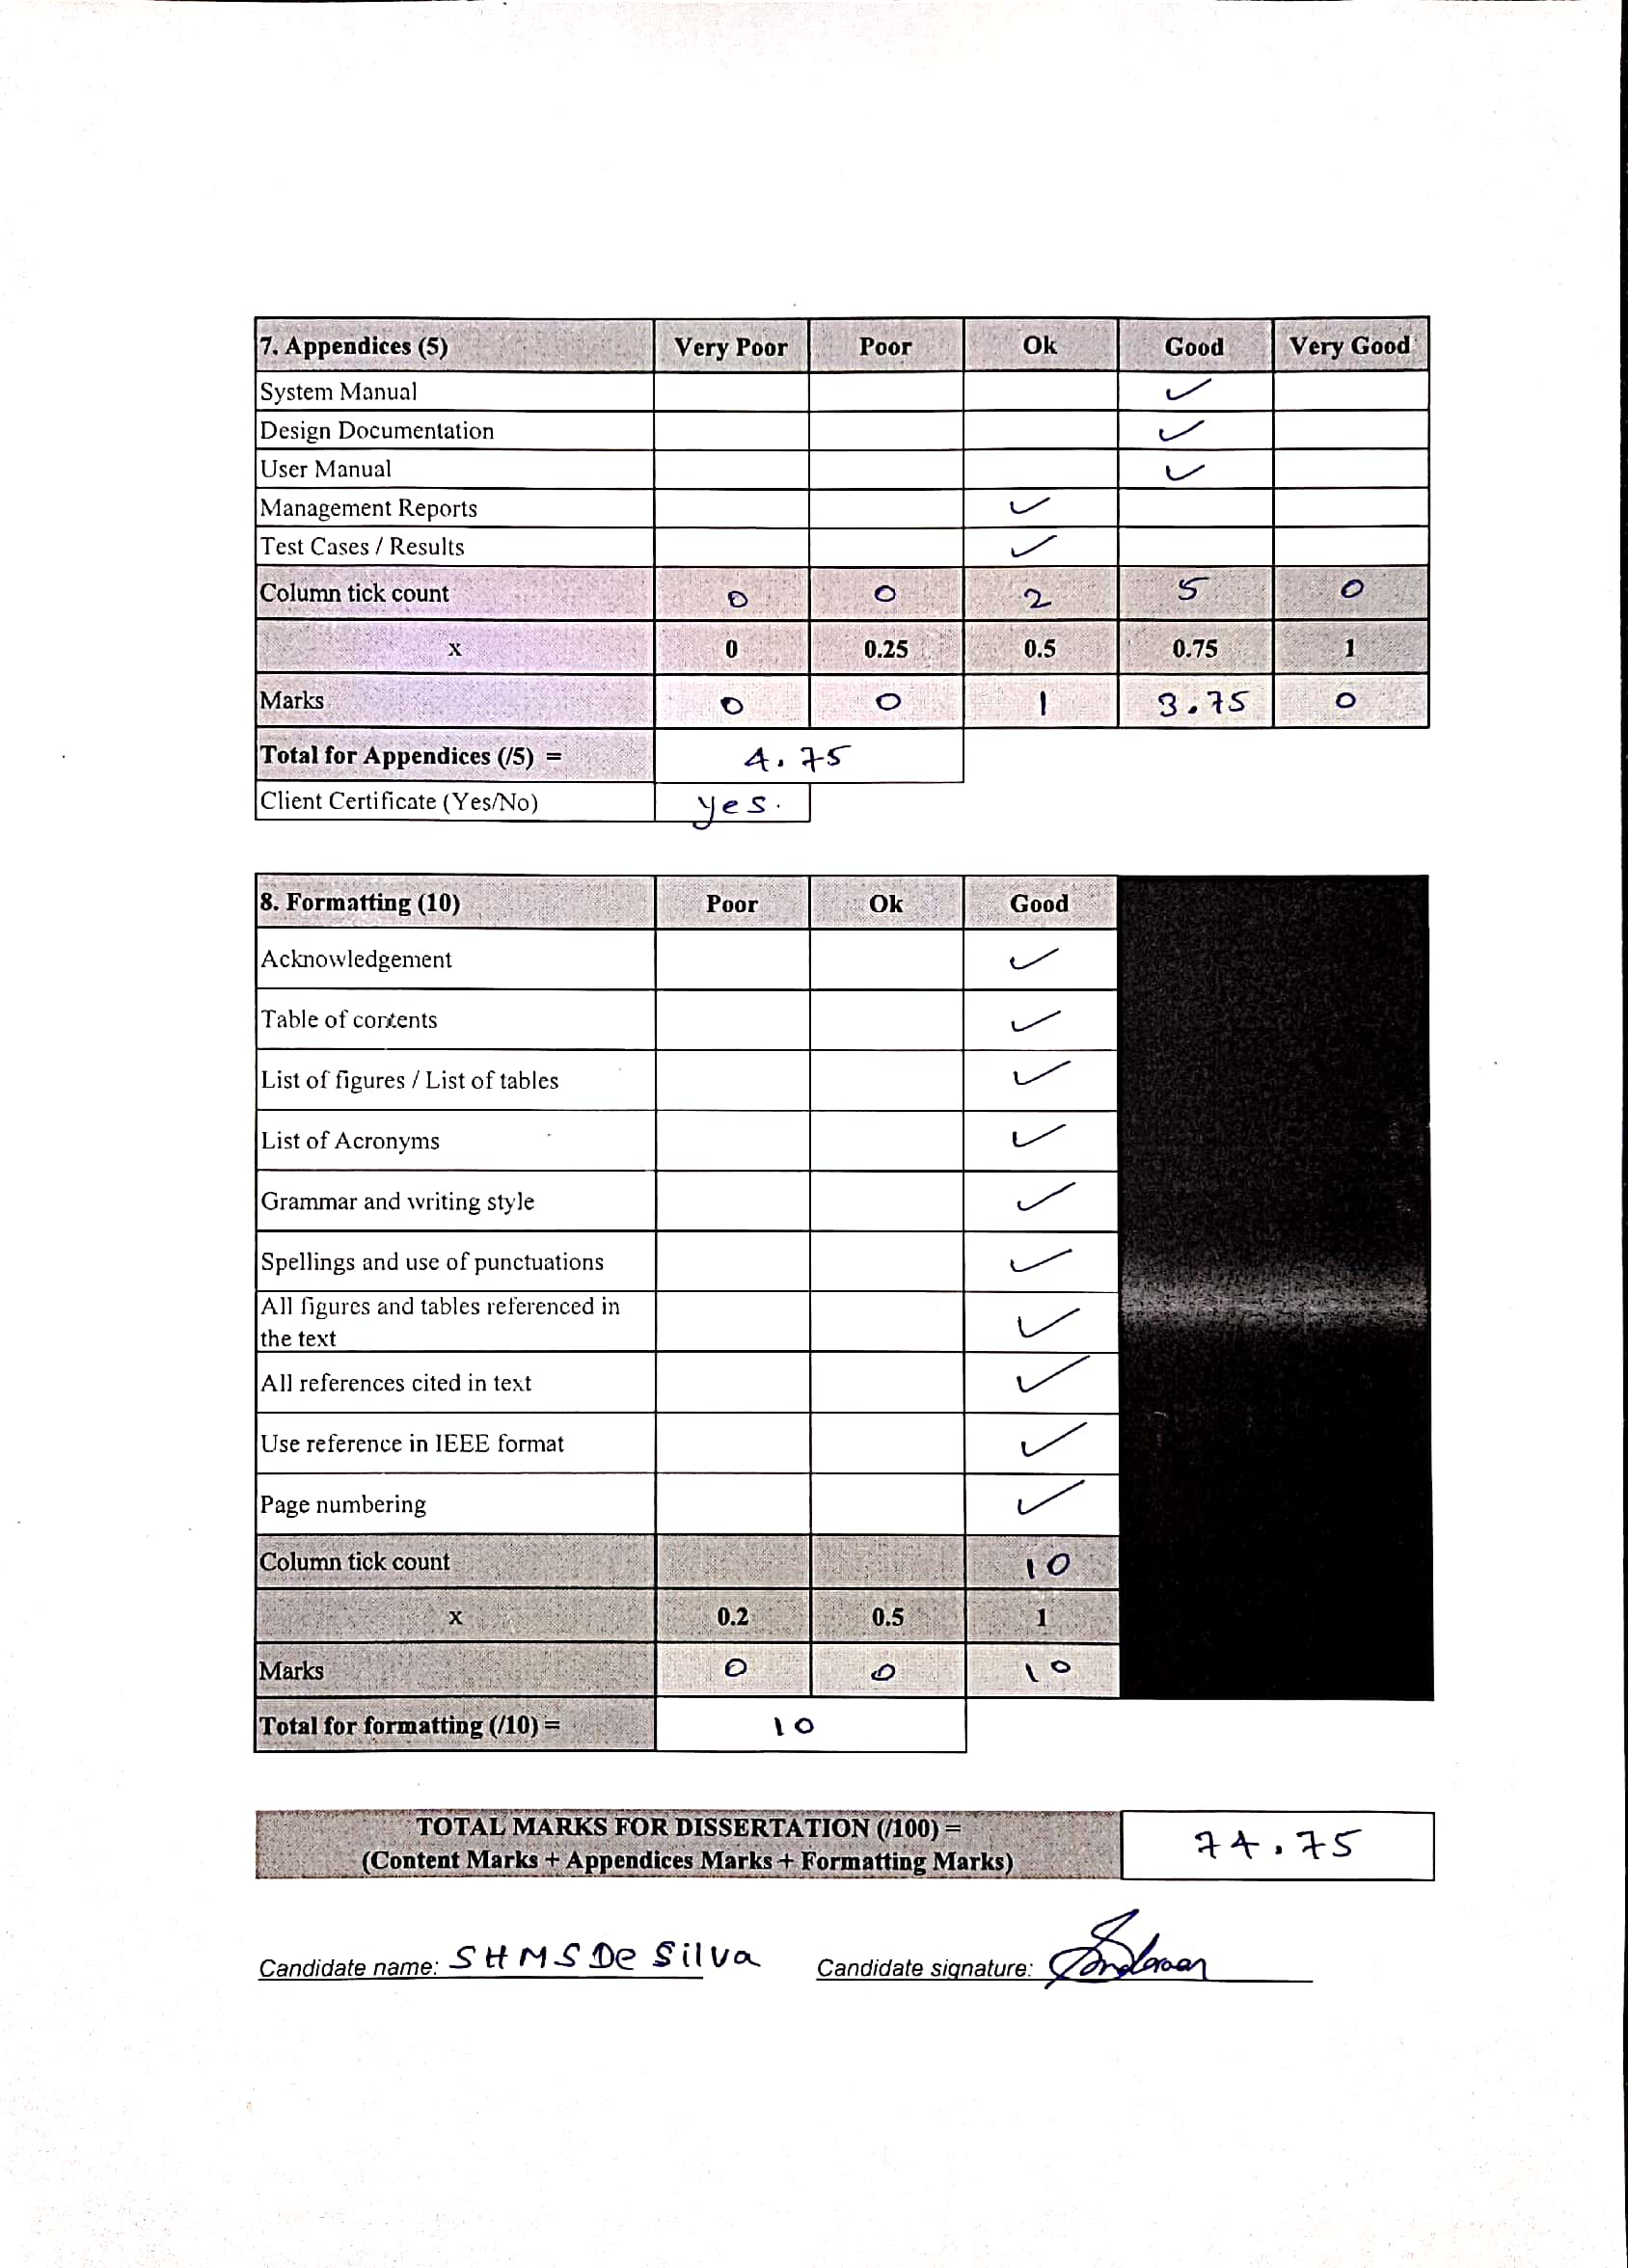 7. Appendices (5) Very Poor Poor Ok Good Very Good
System Manual ✓
Design Documentation ✓
User Manual ✓
Management Reports ✓
Test Cases / Results ✓
Column tick count 0 0 2 5 0
x 0 0.25 0.5 0.75 1
Marks 0 0 1 3.75 0
Total for Appendices (/5) = 4.75
Client Certificate (Yes/No) yes.
8. Formatting (10) Poor Ok Good
Acknowledgement ✓
Table of contents ✓
List of figures / List of tables ✓
List of Acronyms ✓
Grammar and writing style ✓
Spellings and use of punctuations ✓
All figures and tables referenced in
the text ✓
All references cited in text ✓
Use reference in IEEE format ✓
Page numbering ✓
Column tick count 10
x 0.2 0.5 1
Marks 0 0 10
Total for formatting (/10) = 10
TOTAL MARKS FOR DISSERTATION (/100) = 74.75
(Content Marks + Appendices Marks + Formatting Marks)
Candidate name: S H M S De Silva Candidate signature: